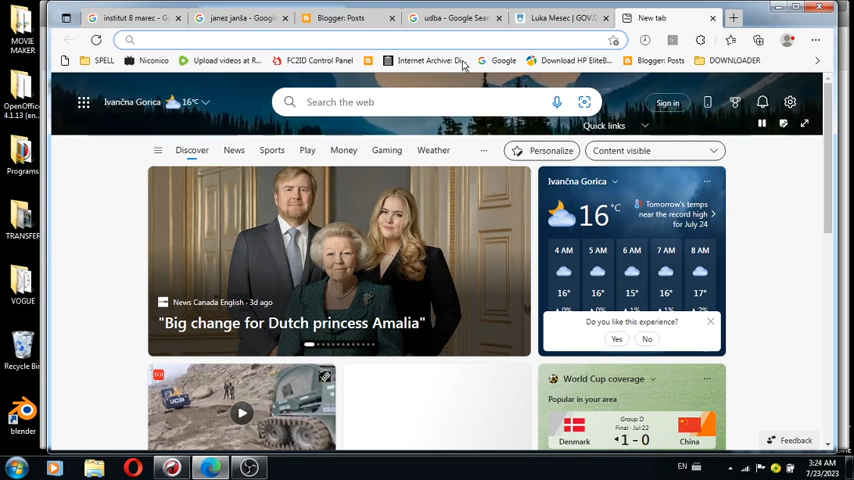 institut 8 marec - G
janez janša - Googl
Blogger: Posts
udba - Google Sear
Luka Mesec | GOV.S
New tab
SPELL
Niconico
Upload videos at r...
FC2ID Control Panel
Internet Archive: Di
Google
Download HP EliteB...
Blogger: Posts
DOWNLOADER
MOVIE
MAKER
OpenOffice
4.1.13 (en...
Programs
TRANSFER
VOGUE
Recycle Bin
blender
Ivančna Gorica
16°C
Search the web
Sign in
Quick links
Discover
News
Sports
Play
Money
Gaming
Weather
...
Personalize
Content visible
News Canada English · 3d ago
"Big change for Dutch princess Amalia"
Ivančna Gorica
16°C
Tomorrow's temps
near the record high
for July 24
4 AM 5 AM 6 AM 7 AM 8 AM
16° 16° 15° 16° 17°
Do you like this experience?
Yes
No
TOI
World Cup coverage
Popular in your area
Group D
Final · Jul 22
Denmark
1 - 0
China
Feedback
EN
3:24 AM
7/23/2023